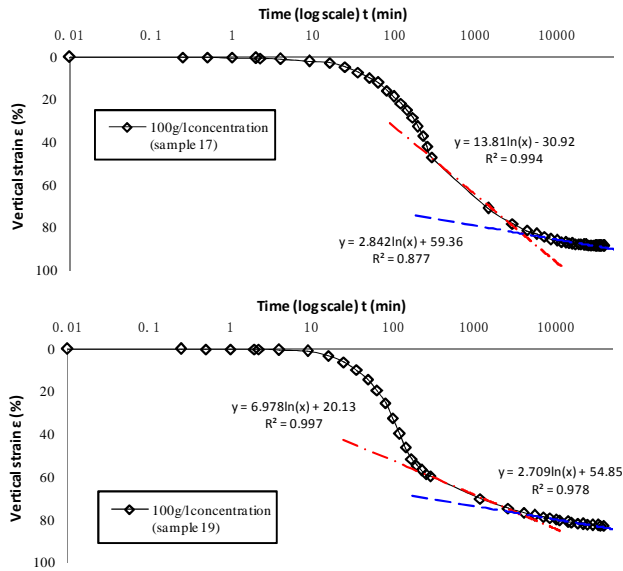 Time (log scale) t (min)
0.01 0.1 1 10 100 1000 10000
0
20
40
60
80
100
Vertical strain ε (%)
100g/lconcentration
(sample 17)
y = 13.81ln(x) - 30.92
R² = 0.994
y = 2.842ln(x) + 59.36
R² = 0.877
Time (log scale) t (min)
0.01 0.1 1 10 100 1000 10000
0
20
40
60
80
100
Vertical strain ε (%)
y = 6.978ln(x) + 20.13
R² = 0.997
y = 2.709ln(x) + 54.85
R² = 0.978
100g/lconcentration
(sample 19)